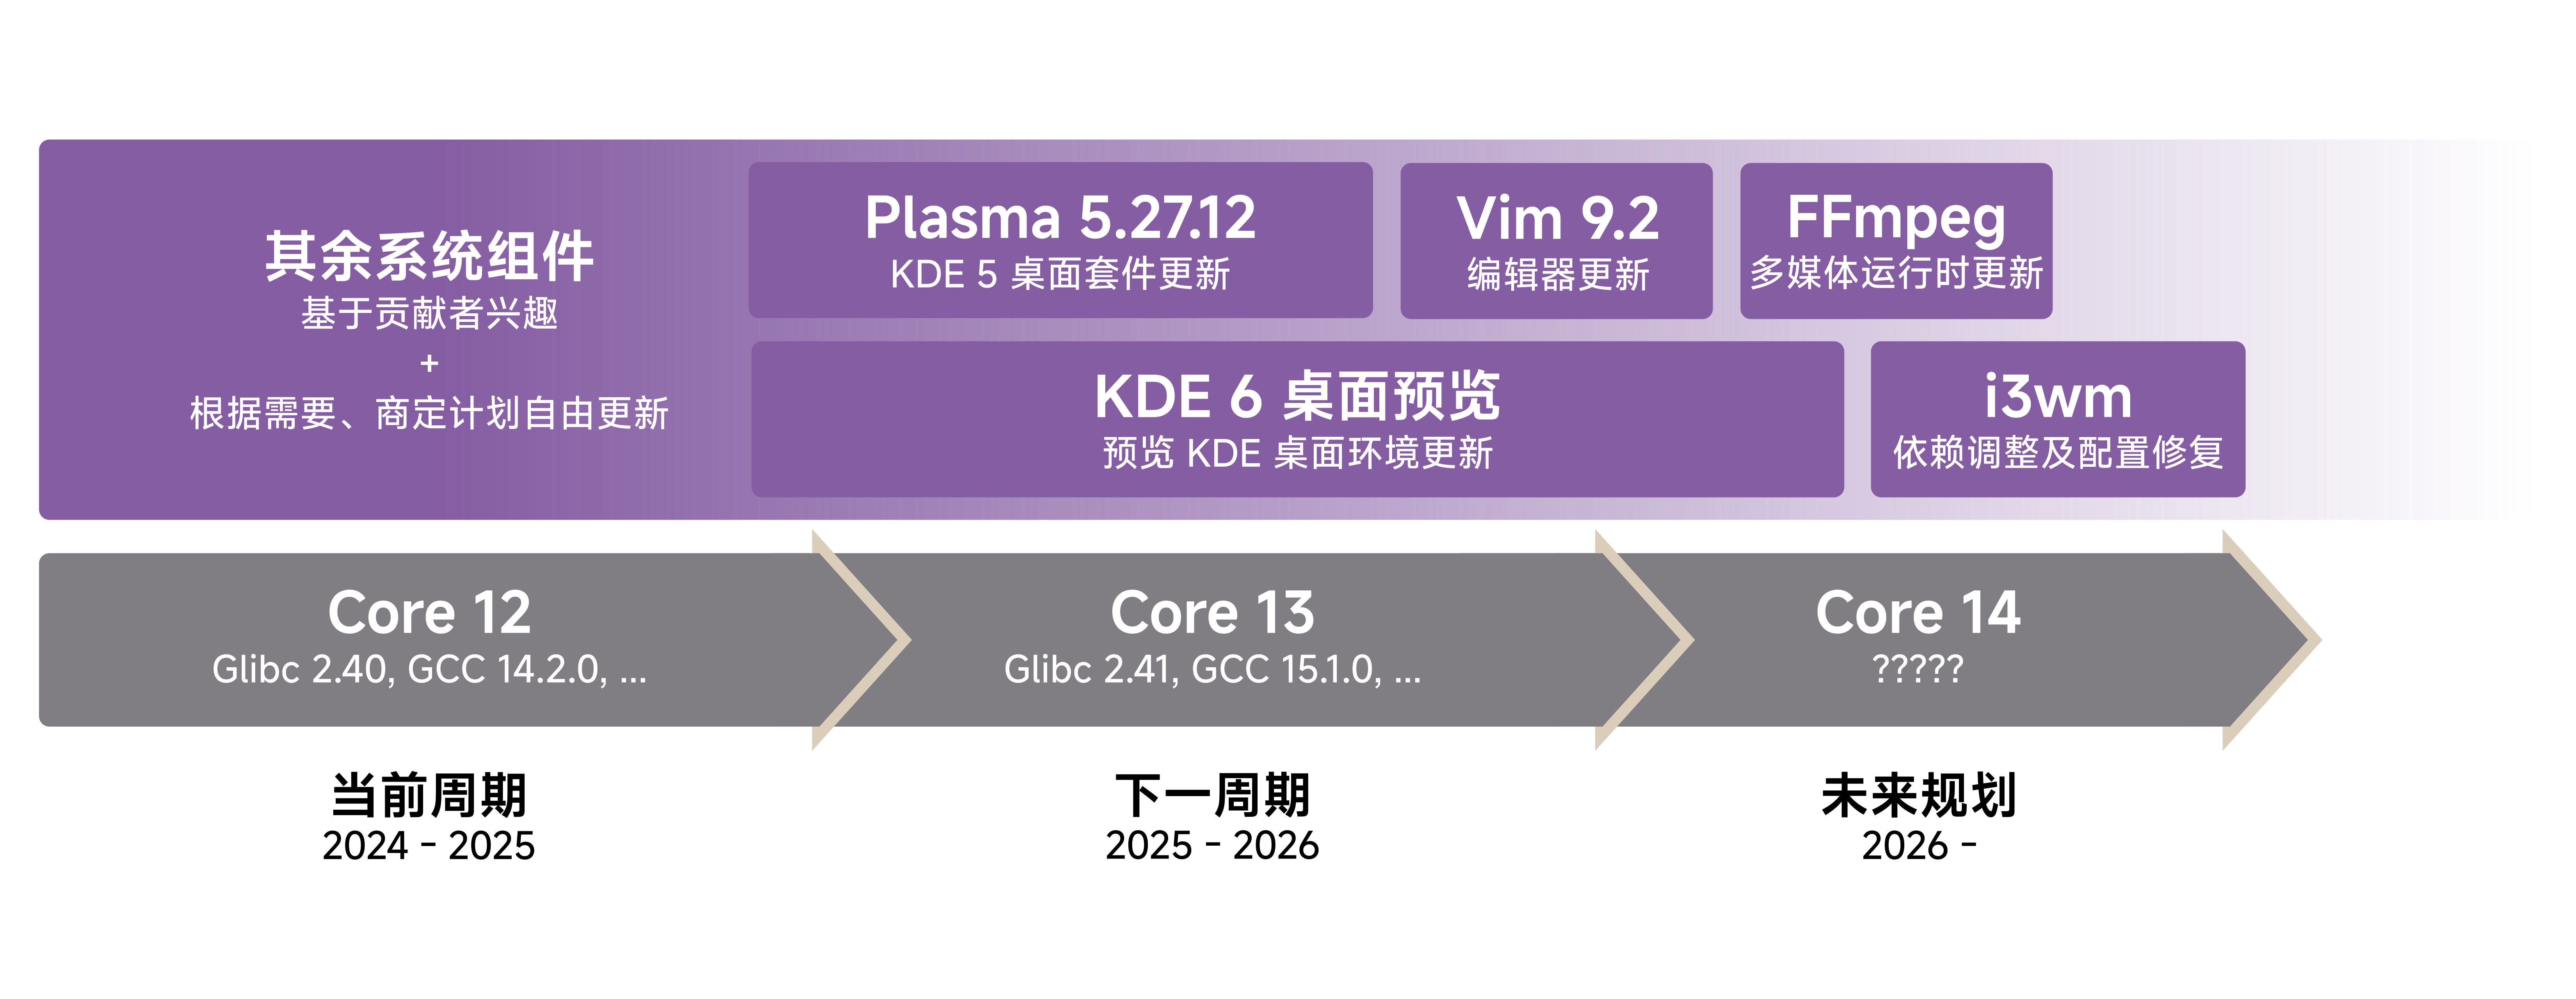 其余系统组件
基于贡献者兴趣
+
根据需要、商定计划自由更新
Plasma 5.27.12
KDE 5 桌面套件更新
Vim 9.2
编辑器更新
FFmpeg
多媒体运行时更新
KDE 6 桌面预览
预览 KDE 桌面环境更新
i3wm
依赖调整及配置修复
Core 12
Glibc 2.40, GCC 14.2.0, ...
Core 13
Glibc 2.41, GCC 15.1.0, ...
Core 14
?????
当前周期
2024 - 2025
下一周期
2025 - 2026
未来规划
2026 -